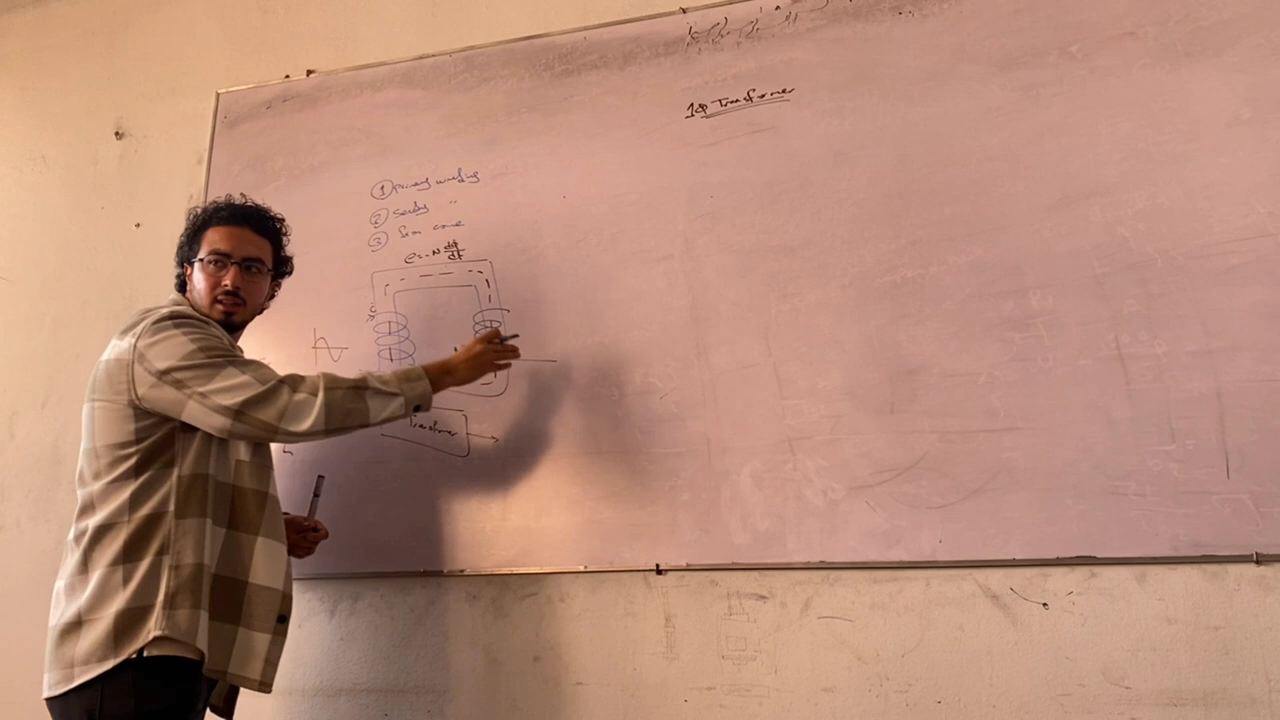 1Φ Transformer
① Primary winding
② Secondary "
③ Iron core
e = -N dϕ/dt
i
Transformer